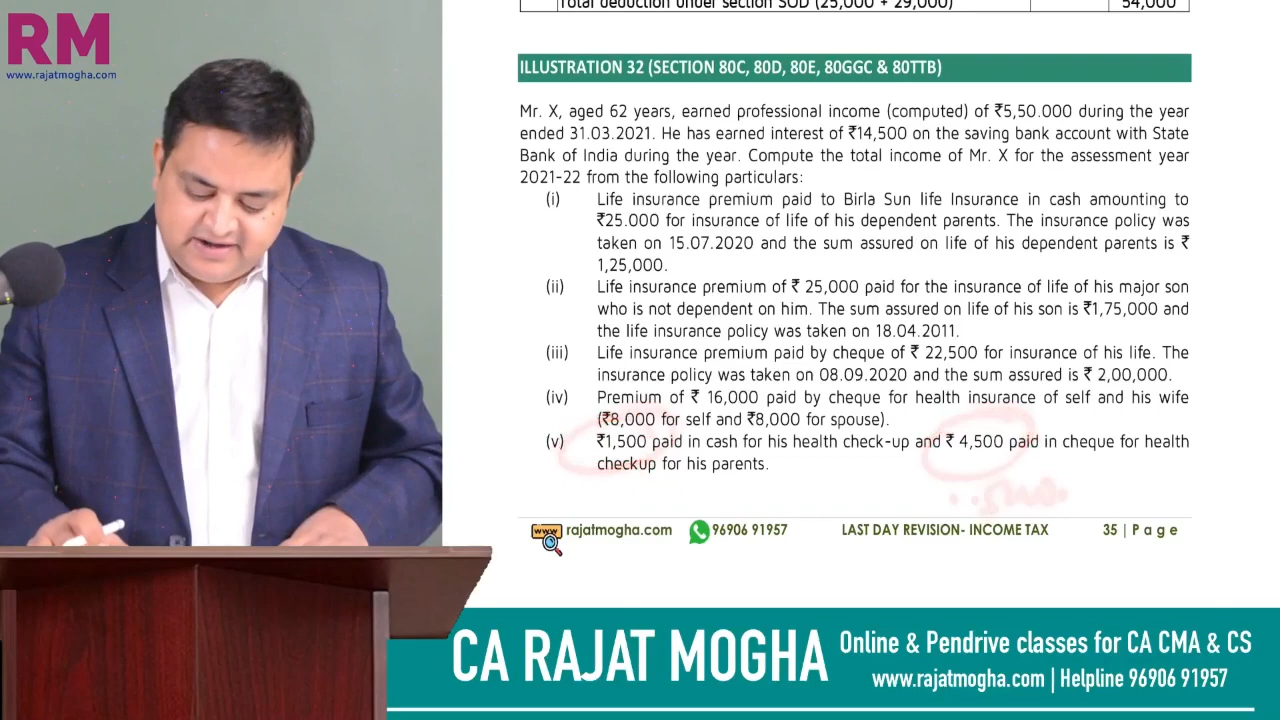 RM
www.rajatmogha.com
Total deduction under section 80D (25,000 + 29,000) 54,000
ILLUSTRATION 32 (SECTION 80C, 80D, 80E, 80GGC & 80TTB)
Mr. X, aged 62 years, earned professional income (computed) of ₹5,50.000 during the year
ended 31.03.2021. He has earned interest of ₹14,500 on the saving bank account with State
Bank of India during the year. Compute the total income of Mr. X for the assessment year
2021-22 from the following particulars:
(i) Life insurance premium paid to Birla Sun life Insurance in cash amounting to
₹25.000 for insurance of life of his dependent parents. The insurance policy was
taken on 15.07.2020 and the sum assured on life of his dependent parents is ₹
1,25,000.
(ii) Life insurance premium of ₹ 25,000 paid for the insurance of life of his major son
who is not dependent on him. The sum assured on life of his son is ₹1,75,000 and
the life insurance policy was taken on 18.04.2011.
(iii) Life insurance premium paid by cheque of ₹ 22,500 for insurance of his life. The
insurance policy was taken on 08.09.2020 and the sum assured is ₹ 2,00,000.
(iv) Premium of ₹ 16,000 paid by cheque for health insurance of self and his wife
(₹8,000 for self and ₹8,000 for spouse).
(v) ₹1,500 paid in cash for his health check-up and ₹ 4,500 paid in cheque for health
checkup for his parents.
www rajatmogha.com 96906 91957 LAST DAY REVISION- INCOME TAX 35 | P a g e
CA RAJAT MOGHA
Online & Pendrive classes for CA CMA & CS
www.rajatmogha.com | Helpline 96906 91957